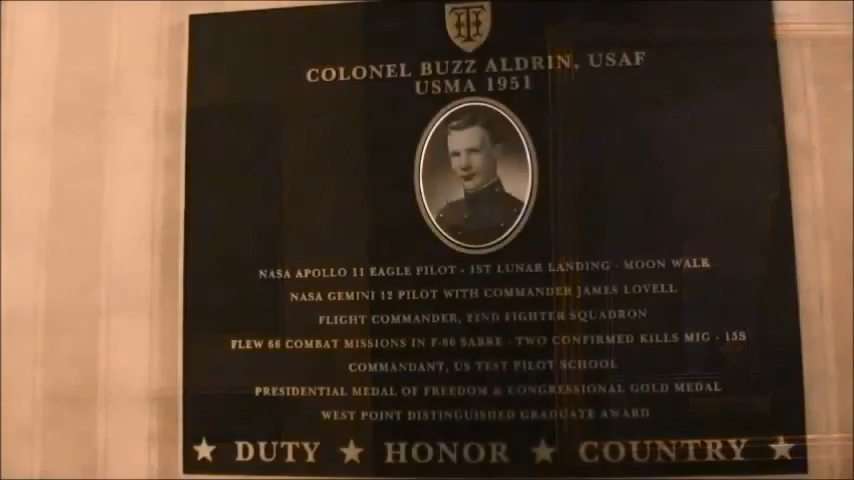 TH
COLONEL BUZZ ALDRIN, USAF
USMA 1951
NASA APOLLO 11 EAGLE PILOT - 1ST LUNAR LANDING - MOON WALK
NASA GEMINI 12 PILOT WITH COMMANDER JAMES LOVELL
FLIGHT COMMANDER, 22ND FIGHTER SQUADRON
FLEW 66 COMBAT MISSIONS IN F-86 SABRE - TWO CONFIRMED KILLS MIG - 15S
COMMANDANT, US TEST PILOT SCHOOL
PRESIDENTIAL MEDAL OF FREEDOM & CONGRESSIONAL GOLD MEDAL
WEST POINT DISTINGUISHED GRADUATE AWARD
★ DUTY ★ HONOR ★ COUNTRY ★